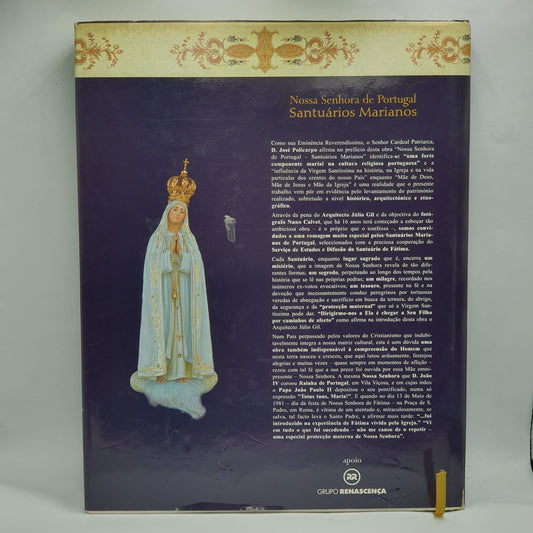 Nossa Senhora de Portugal
Santuários Marianos
Como sua Eminência Reverendíssima, o Senhor Cardeal Patriarca,
D. José Policarpo afirma no prefácio desta obra "Nossa Senhora
de Portugal – Santuários Marianos" identifica-se "uma forte
componente marial na cultura religiosa portuguesa" e a
"influência da Virgem Santíssima na história, na Igreja e na vida
particular dos crentes do nosso País" enquanto "Mãe de Deus,
Mãe de Jesus e Mãe da Igreja" é uma realidade que o presente
trabalho vem pôr em evidência pelo levantamento do património
realizado, sobretudo a nível histórico, arquitectónico e etno-
gráfico.
Através da pena do Arquitecto Júlio Gil e da objectiva do fotó-
grafo Nuno Calvet, que há 16 anos terá começado a esboçar tão
ambiciosa obra – é o próprio que o confessa –, somos convi-
dados a uma romagem muito especial pelos Santuários Maria-
nos de Portugal, seleccionados com a preciosa cooperação do
Serviço de Estudos e Difusão do Santuário de Fátima.
Cada Santuário, enquanto lugar sagrado que é, encerra um
mistério, que a imagem de Nossa Senhora revela de tão dife-
rentes formas; um segredo, perpetuado ao longo dos tempos pela
história que se lê nas próprias pedras; um milagre, recordado nos
inúmeros ex-votos evocativos; um tesouro, presente na fé e na
devoção que incessantemente conduz peregrinos por tortuosas
veredas de abnegação e sacrifício em busca da ternura, do abrigo,
da segurança e da "protecção maternal" que só a Virgem San-
tíssima pode dar. "Dirigirmo-nos a Ela é chegar a Seu Filho
por caminhos de afecto" como afirma na introdução desta obra o
Arquitecto Júlio Gil.
Num País perpassado pelos valores do Cristianismo que indubi-
tavelmente integra a nossa matriz cultural, esta é sem dúvida uma
obra também indispensável à compreensão do Homem que
nesta terra nasceu e cresceu, que aqui lutou arduamente, festejou
alegrias e muitas vezes – quase sempre em momentos de aflição –
rezou com tal fé que a sua prece foi ouvida por essa Mãe omni-
presente – Nossa Senhora. A mesma Nossa Senhora que D. João
IV coroou Rainha de Portugal, em Vila Viçosa, e em cujas mãos
o Papa João Paulo II depositou o seu pontificado, numa só
expressão "Totus tuus, Maria!". E quando no dia 13 de Maio de
1981 – dia da festa de Nossa Senhora de Fátima – na Praça de S.
Pedro, em Roma, é vítima de um atentado e, miraculosamente, se
salva, tal facto leva o Santo Padre, a afirmar mais tarde: "...fui
introduzido na experiência de Fátima vivida pela Igreja." "Vi
em tudo o que foi sucedendo – não me canso de o repetir –
uma especial protecção materna de Nossa Senhora".
apoio
RR
GRUPO RENASCENÇA